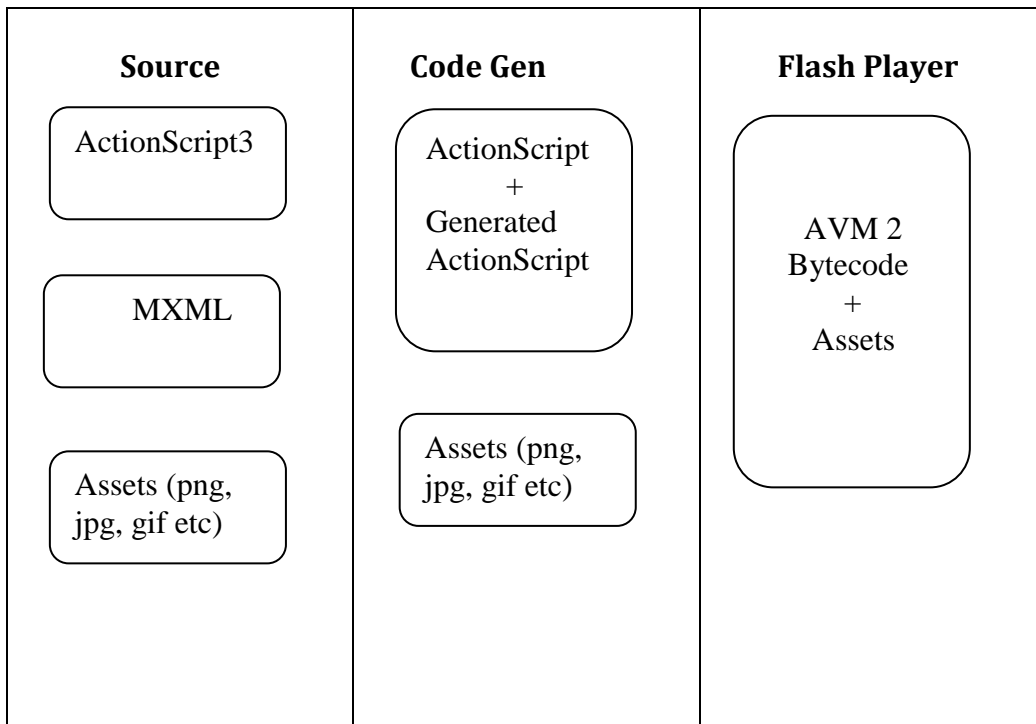 Source
ActionScript3
MXML
Assets (png,
jpg, gif etc)
Code Gen
ActionScript
+
Generated
ActionScript
Assets (png,
jpg, gif etc)
Flash Player
AVM 2
Bytecode
+
Assets